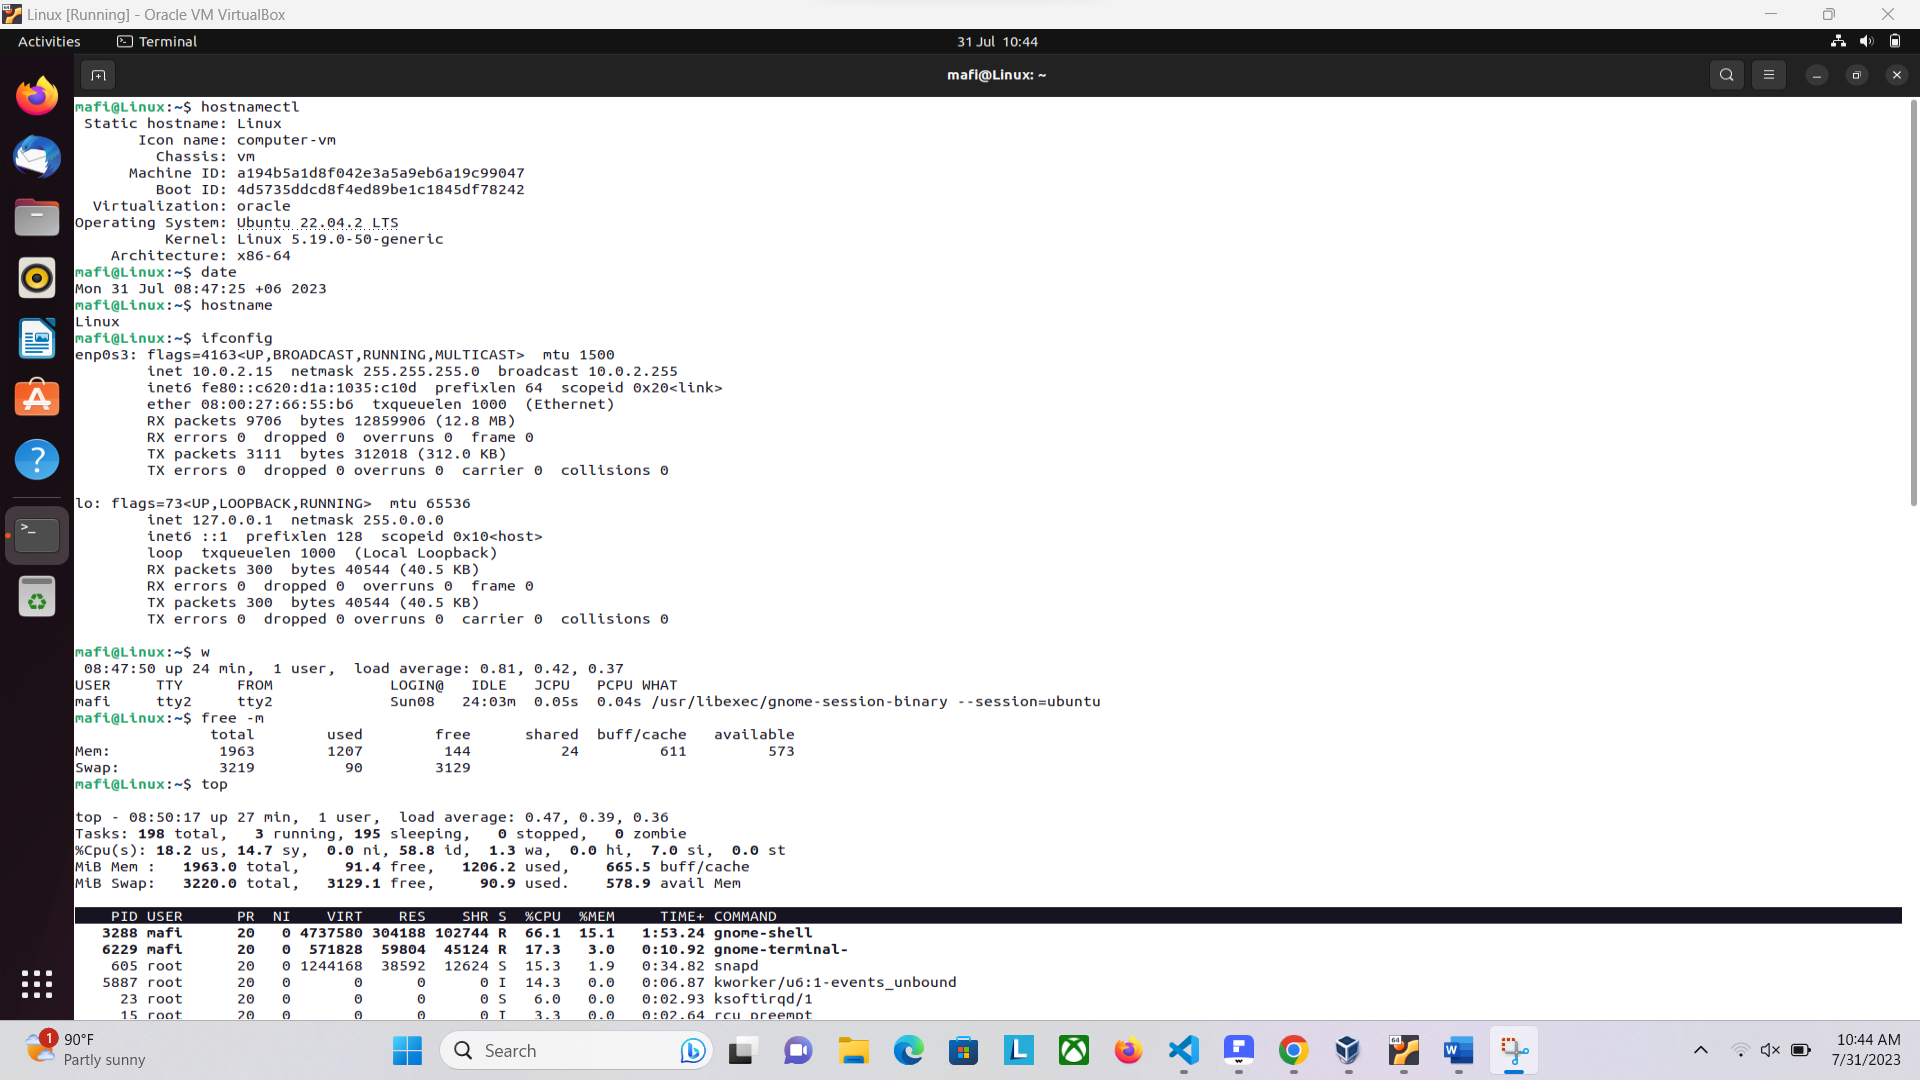 Linux [Running] - Oracle VM VirtualBox
Activities Terminal 31 Jul 10:44
mafi@Linux: ~
mafi@Linux:~$ hostnamectl
Static hostname: Linux
Icon name: computer-vm
Chassis: vm
Machine ID: a194b5a1d8f042e3a5a9eb6a19c99047
Boot ID: 4d5735ddcd8f4ed89be1c1845df78242
Virtualization: oracle
Operating System: Ubuntu 22.04.2 LTS
Kernel: Linux 5.19.0-50-generic
Architecture: x86-64
mafi@Linux:~$ date
Mon 31 Jul 08:47:25 +06 2023
mafi@Linux:~$ hostname
Linux
mafi@Linux:~$ ifconfig
enp0s3: flags=4163<UP,BROADCAST,RUNNING,MULTICAST>  mtu 1500
inet 10.0.2.15  netmask 255.255.255.0  broadcast 10.0.2.255
inet6 fe80::c620:d1a:1035:c10d  prefixlen 64  scopeid 0x20<link>
ether 08:00:27:66:55:b6  txqueuelen 1000  (Ethernet)
RX packets 9706  bytes 12859906 (12.8 MB)
RX errors 0  dropped 0  overruns 0  frame 0
TX packets 3111  bytes 312018 (312.0 KB)
TX errors 0  dropped 0 overruns 0  carrier 0  collisions 0
lo: flags=73<UP,LOOPBACK,RUNNING>  mtu 65536
inet 127.0.0.1  netmask 255.0.0.0
inet6 ::1  prefixlen 128  scopeid 0x10<host>
loop  txqueuelen 1000  (Local Loopback)
RX packets 300  bytes 40544 (40.5 KB)
RX errors 0  dropped 0  overruns 0  frame 0
TX packets 300  bytes 40544 (40.5 KB)
TX errors 0  dropped 0 overruns 0  carrier 0  collisions 0
mafi@Linux:~$ w
08:47:50 up 24 min,  1 user,  load average: 0.81, 0.42, 0.37
USER     TTY      FROM             LOGIN@   IDLE   JCPU   PCPU WHAT
mafi     tty2     tty2             Sun08   24:03m  0.05s  0.04s /usr/libexec/gnome-session-binary --session=ubuntu
mafi@Linux:~$ free -m
total        used        free      shared  buff/cache   available
Mem:            1963        1207         144          24         611         573
Swap:           3219          90        3129
mafi@Linux:~$ top
top - 08:50:17 up 27 min,  1 user,  load average: 0.47, 0.39, 0.36
Tasks: 198 total,   3 running, 195 sleeping,   0 stopped,   0 zombie
%Cpu(s): 18.2 us, 14.7 sy,  0.0 ni, 58.8 id,  1.3 wa,  0.0 hi,  7.0 si,  0.0 st
MiB Mem :   1963.0 total,     91.4 free,   1206.2 used,    665.5 buff/cache
MiB Swap:   3220.0 total,   3129.1 free,     90.9 used.    578.9 avail Mem
PID USER      PR  NI    VIRT    RES    SHR S  %CPU  %MEM     TIME+ COMMAND
3288 mafi      20   0 4737580 304188 102744 R  66.1  15.1   1:53.24 gnome-shell
6229 mafi      20   0  571828  59804  45124 R  17.3   3.0   0:10.92 gnome-terminal-
605 root      20   0 1244168  38592  12624 S  15.3   1.9   0:34.82 snapd
5887 root      20   0       0      0      0 I  14.3   0.0   0:06.87 kworker/u6:1-events_unbound
23 root      20   0       0      0      0 S   6.0   0.0   0:02.93 ksoftirqd/1
15 root      20   0       0      0      0 I   3.3   0.0   0:02.64 rcu_preempt
1
90°F
Partly sunny
Search
10:44 AM
7/31/2023